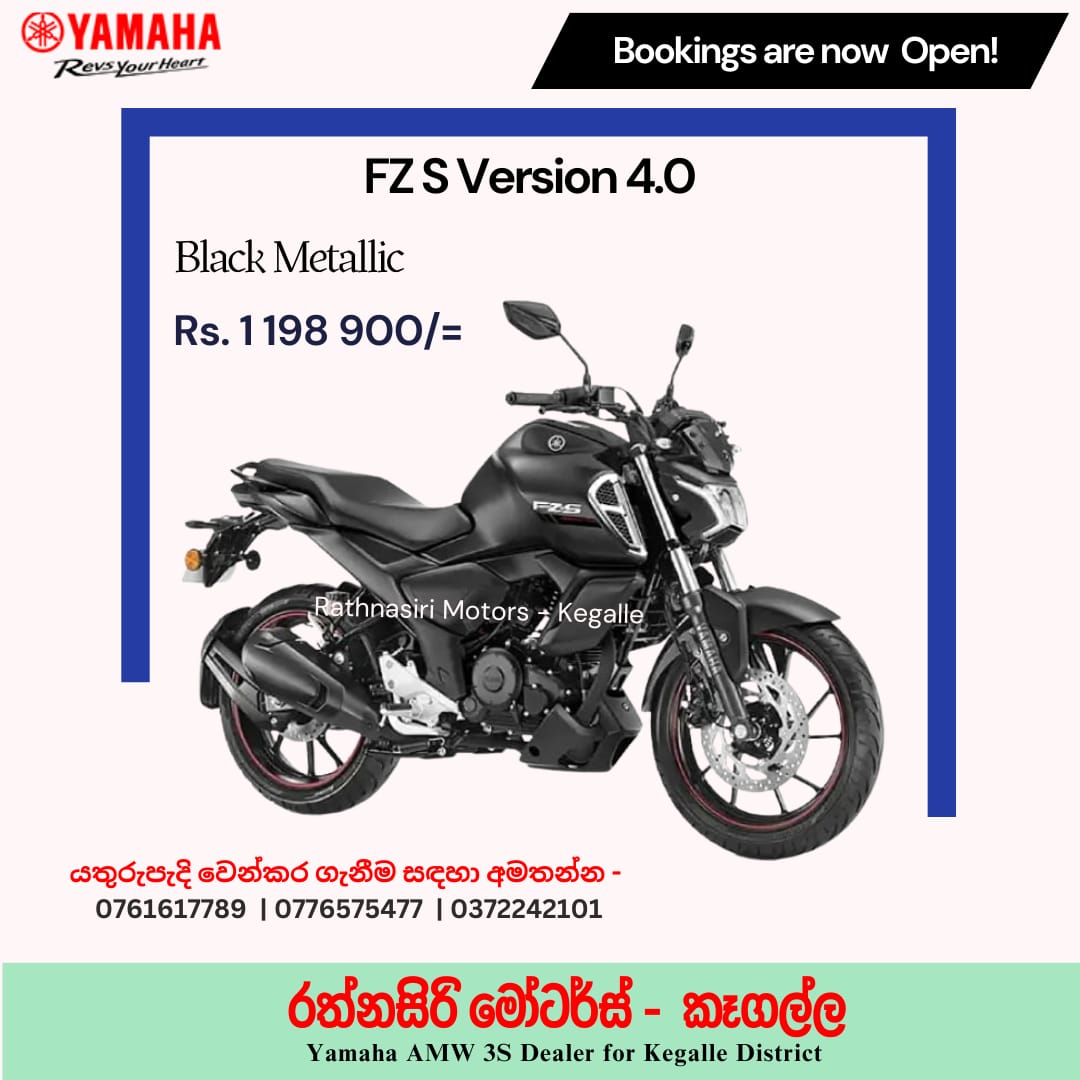 YAMAHA
Revs Your Heart
Bookings are now Open!
FZ S Version 4.0
Black Metallic
Rs. 1 198 900/=
FZ-S
Rathnasiri Motors - Kegalle
YAMAHA
යතුරුපැදි වෙන්කර ගැනීම සඳහා අමතන්න -
0761617789 | 0776575477 | 0372242101
රත්නසිරි මෝටර්ස් - කෑගල්ල
Yamaha AMW 3S Dealer for Kegalle District